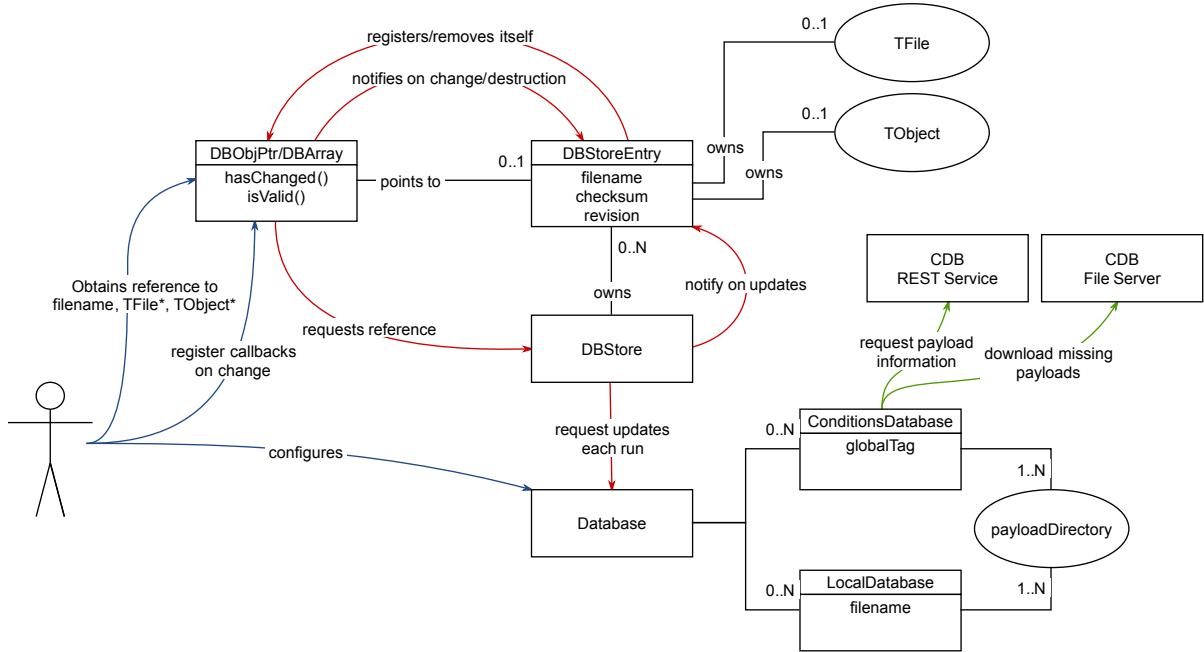 registers/removes itself
notifies on change/destruction
0..1
TFile
0..1
TObject
owns
owns
DBObjPtr/DBArray
hasChanged()
isValid()
points to
0..1
DBStoreEntry
filename
checksum
revision
0..N
owns
notify on updates
CDB
REST Service
CDB
File Server
Obtains reference to
filename, TFile*, TObject*
requests reference
DBStore
register callbacks
on change
request payload
information
download missing
payloads
request updates
each run
configures
Database
0..N
ConditionsDatabase
globalTag
1..N
payloadDirectory
0..N
LocalDatabase
filename
1..N